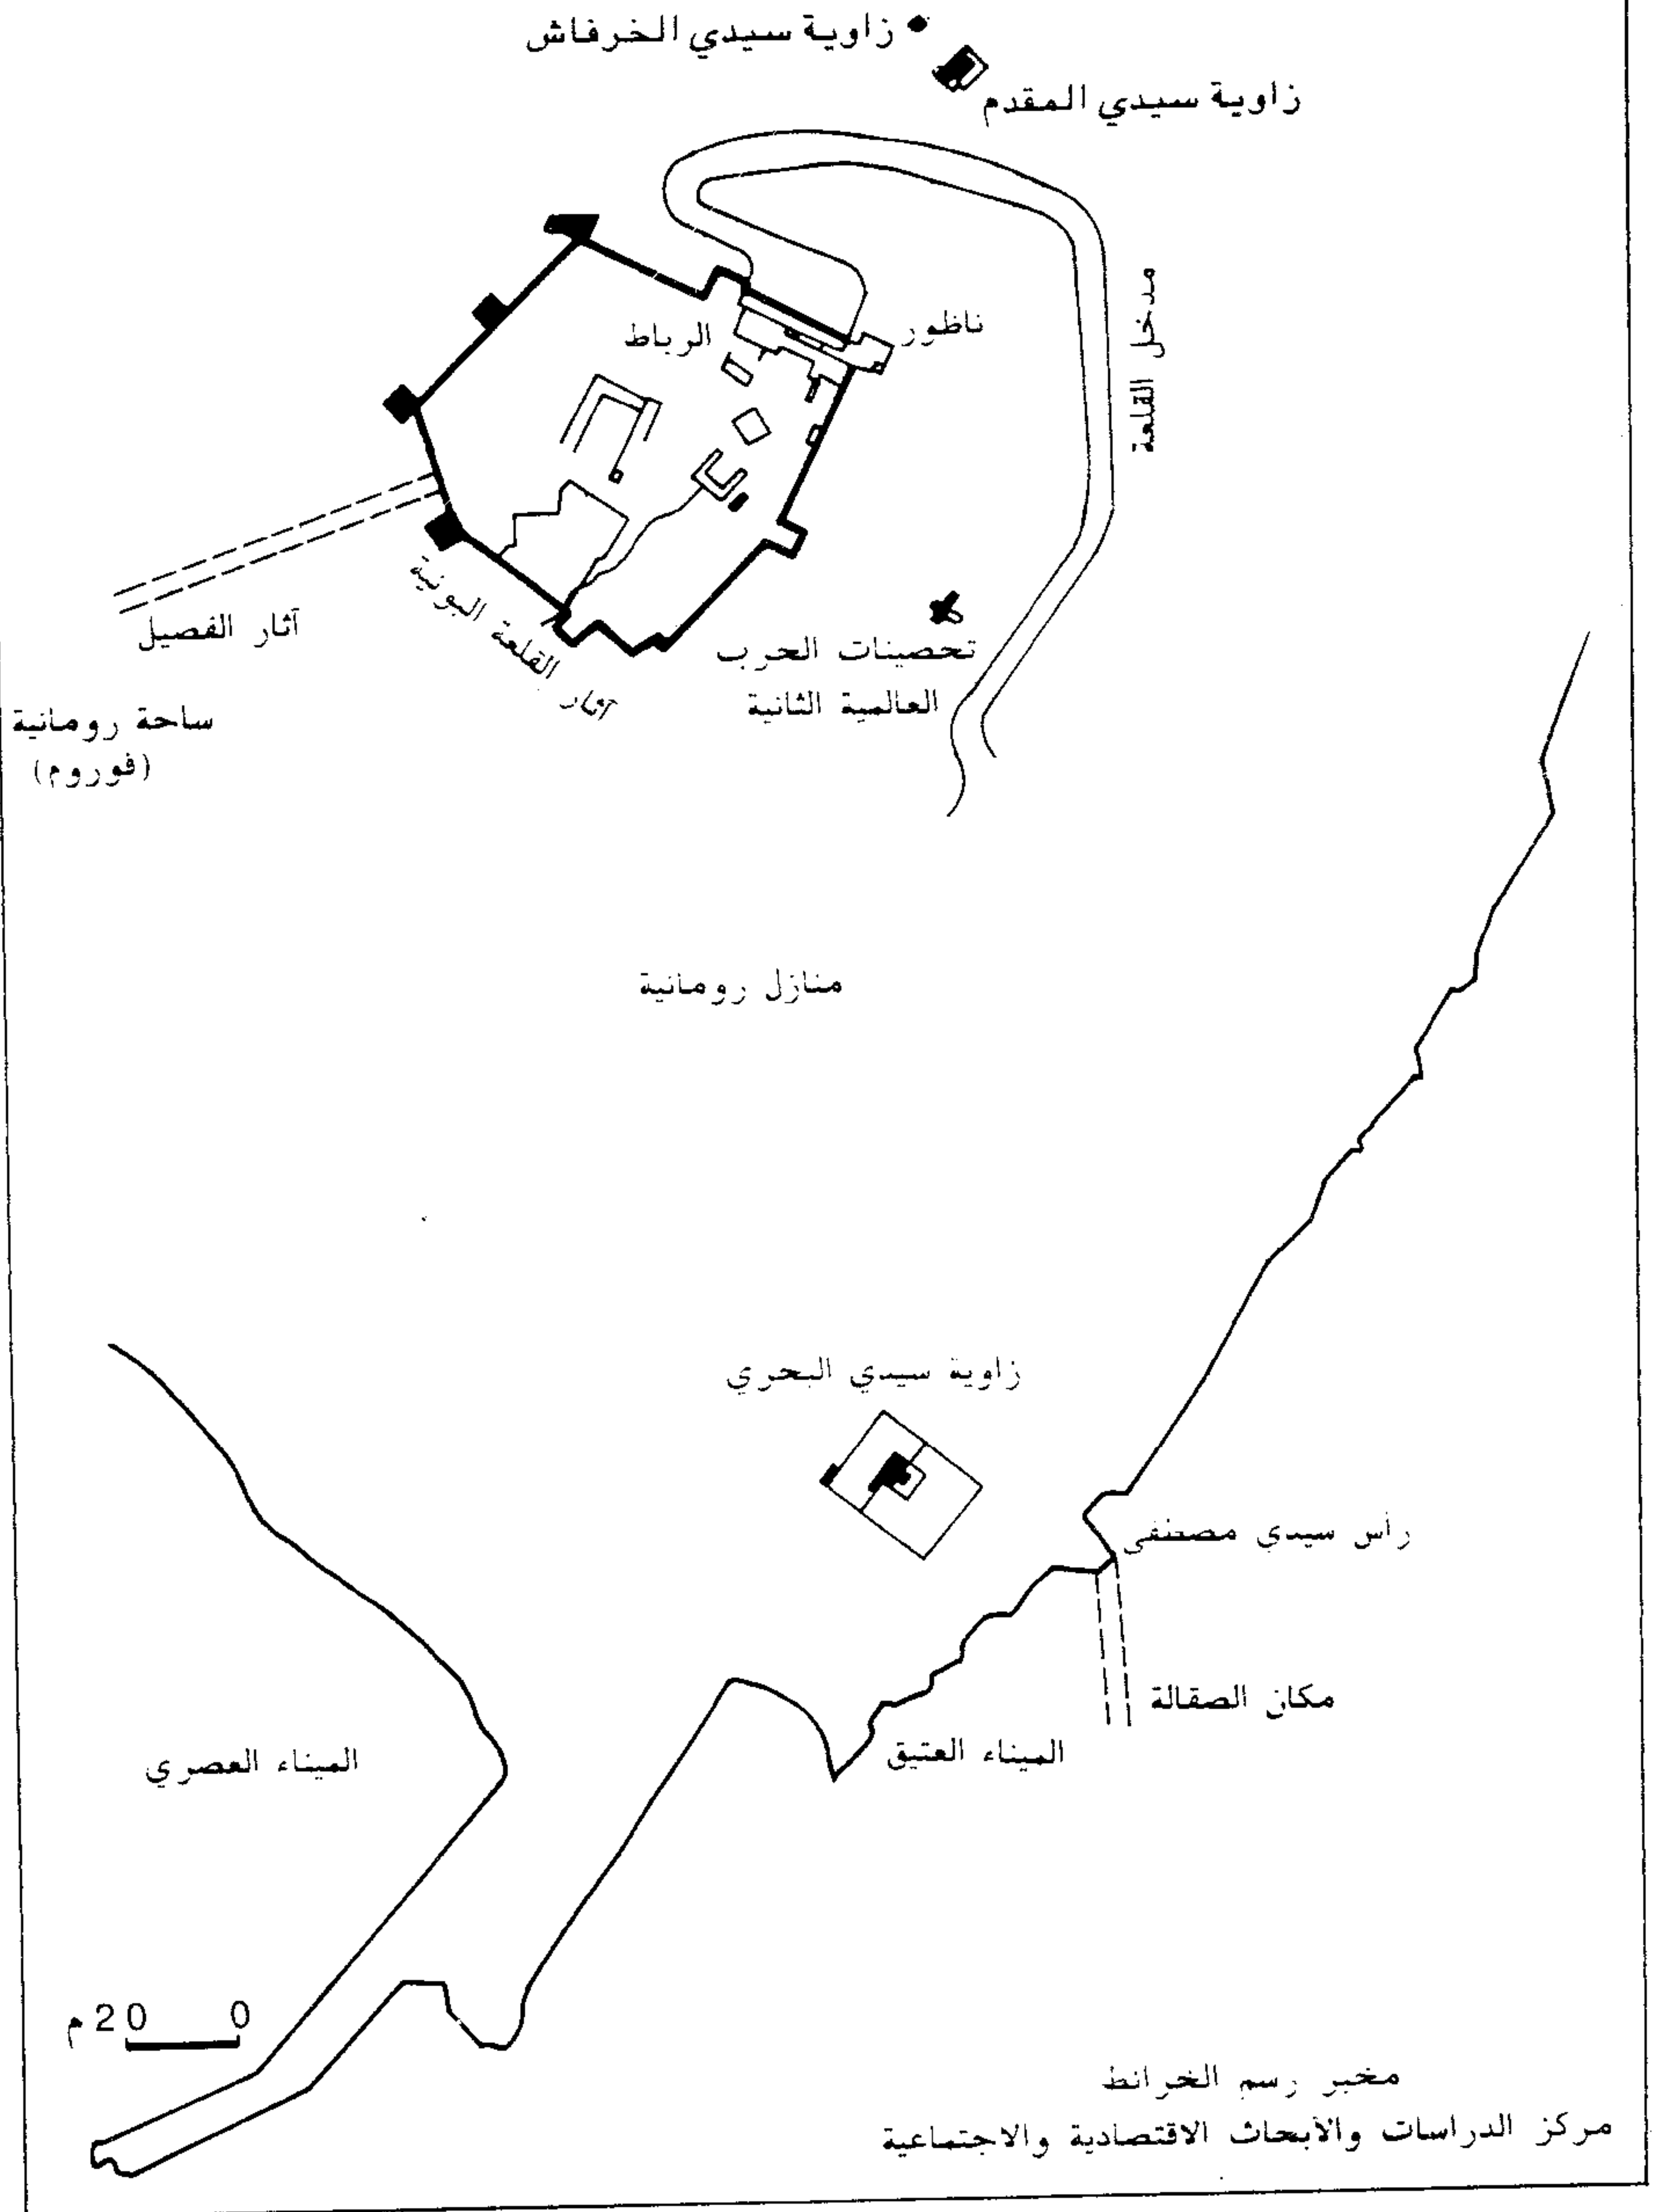 زاوية سيدي الخرفاش
زاوية سيدي المقدم
مدخل القلعة
ناظور
الرباط
آثار الفصيل
آثار القلعة البونية
تحصينات الحرب
العالمية الثانية
ساحة رومانية
(فوروم)
منازل رومانية
زاوية سيدي البحري
رأس سيدي مصطفى
مكان الصقالة
الميناء العتيق
الميناء العصري
0 20 م
مخبر رسم الخرائط
مركز الدراسات والأبحاث الاقتصادية والاجتماعية